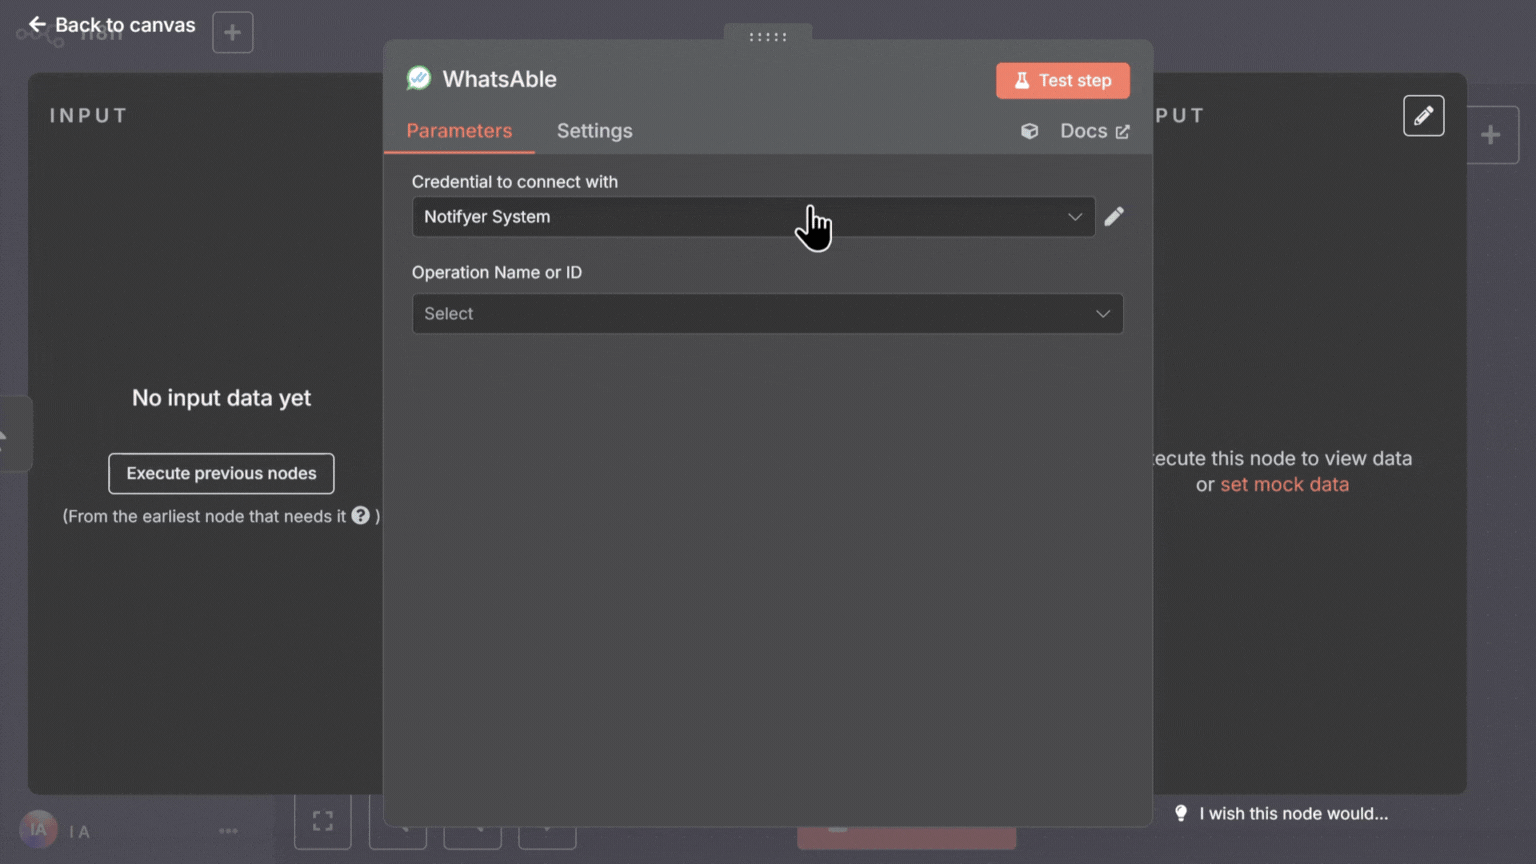 Back to canvas
n8n
INPUT
No input data yet
Execute previous nodes
(From the earliest node that needs it ? )
WhatsAble
Test step
Parameters
Settings
Docs
Credential to connect with
Notifyer System
Operation Name or ID
Select
PUT
ecute this node to view data
or set mock data
I wish this node would...
IA
I A